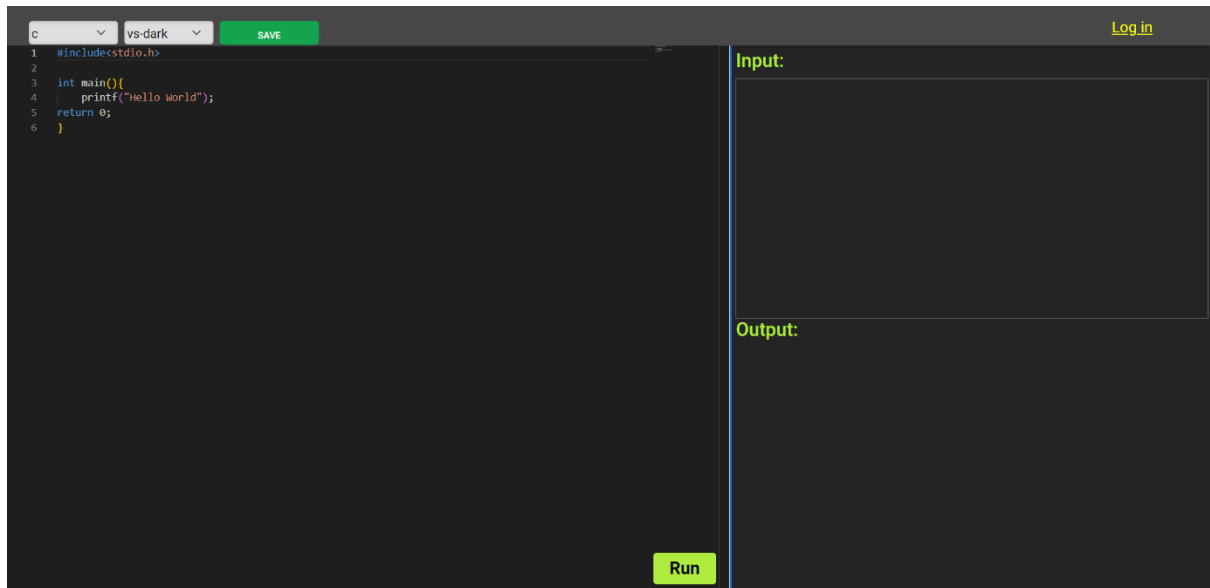 c vs-dark SAVE Log in
1 #include<stdio.h>
2
3 int main(){
4 printf("Hello World");
5 return 0;
6 }
Run
Input:
Output: